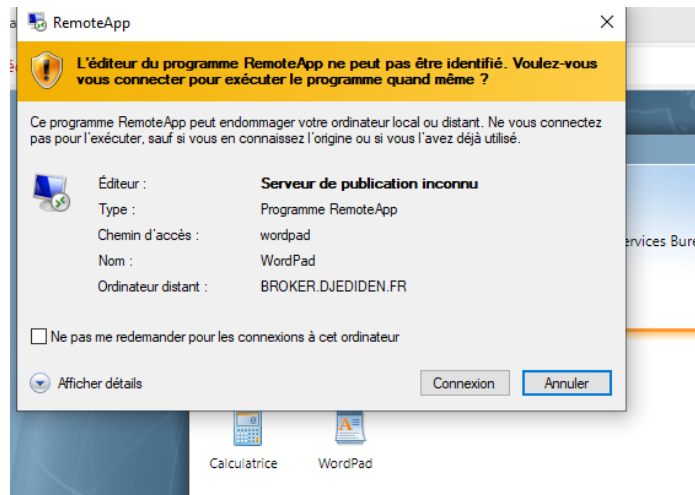 RemoteApp
L'éditeur du programme RemoteApp ne peut pas être identifié. Voulez-vous
vous connecter pour exécuter le programme quand même ?
Ce programme RemoteApp peut endommager votre ordinateur local ou distant. Ne vous connectez
pas pour l'exécuter, sauf si vous en connaissez l'origine ou si vous l'avez déjà utilisé.
Éditeur : Serveur de publication inconnu
Type : Programme RemoteApp
Chemin d'accès : wordpad
Nom : WordPad
ervices Bure
Ordinateur distant : BROKER.DJEDIDEN.FR
Ne pas me redemander pour les connexions à cet ordinateur
Afficher détails Connexion Annuler
Calculatrice WordPad